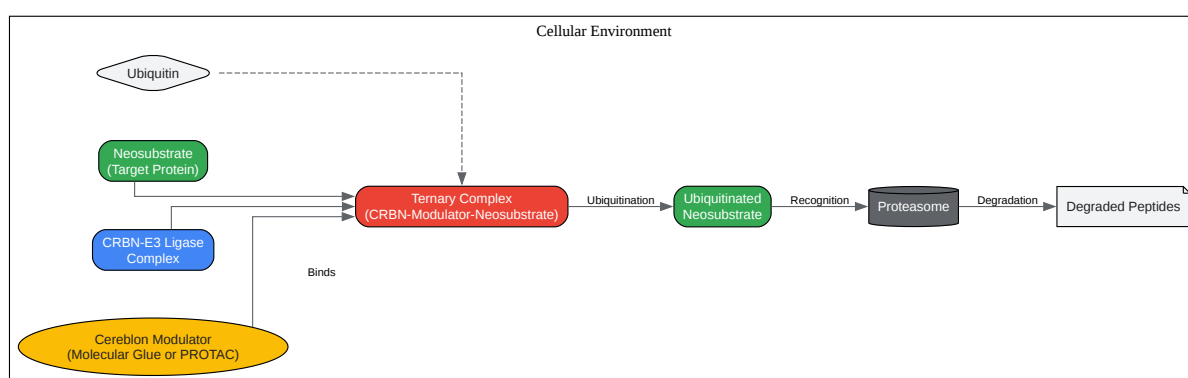 Cellular Environment
Ubiquitin
Neosubstrate
(Target Protein)
CRBN-E3 Ligase
Complex
Cereblon Modulator
(Molecular Glue or PROTAC)
Binds
Ternary Complex
(CRBN-Modulator-Neosubstrate)
Ubiquitination
Ubiquitinated
Neosubstrate
Recognition
Proteasome
Degradation
Degraded Peptides